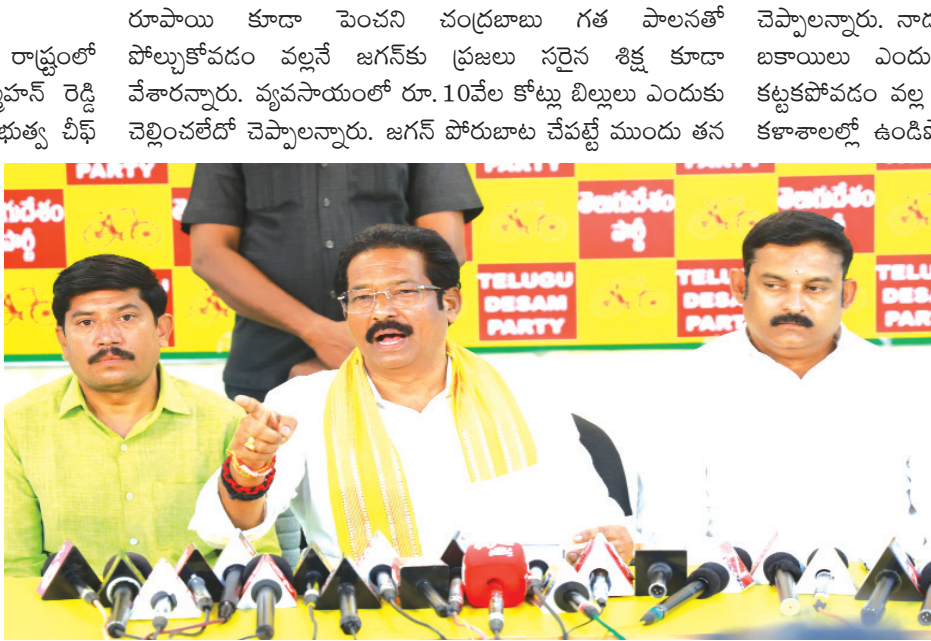 రాష్ట్రంలో
రెడ్డి
చీఫ్
రూపాయి కూడా పెంచని చంద్రబాబు గత పాలనతో
పోల్చుకోవడం వల్లనే జగన్‌కు ప్రజలు సరైన శిక్ష కూడా
వేశారన్నారు. వ్యవసాయంలో రూ. 10వేల కోట్లు బిల్లులు ఎందుకు
చెల్లించలేదో చెప్పాలన్నారు. జగన్ పోరుబాట చేపట్టే ముందు తన
చెప్పాలన్నారు.
బకాయిలు
కట్టకపోవడం వల్ల
కళాశాలల్లో
PARTY
తెలుగుదేశం
పార్టీ
TELUGU
DESAM
PARTY
తెలుగుదేశం